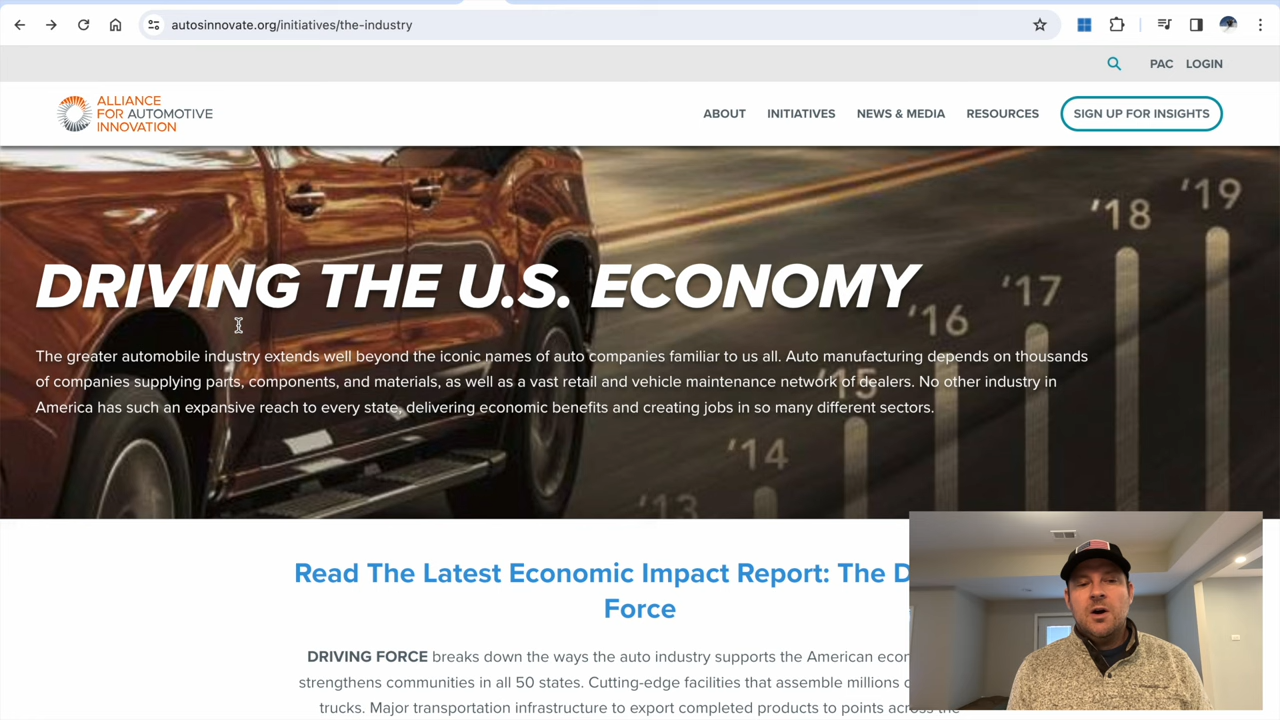 autosinnovate.org/initiatives/the-industry
PAC LOGIN
ALLIANCE
FOR AUTOMOTIVE
INNOVATION
ABOUT INITIATIVES NEWS & MEDIA RESOURCES SIGN UP FOR INSIGHTS
'19
'18
'17
'16
'15
'14
'13
DRIVING THE U.S. ECONOMY
The greater automobile industry extends well beyond the iconic names of auto companies familiar to us all. Auto manufacturing depends on thousands
of companies supplying parts, components, and materials, as well as a vast retail and vehicle maintenance network of dealers. No other industry in
America has such an expansive reach to every state, delivering economic benefits and creating jobs in so many different sectors.
Read The Latest Economic Impact Report: The D
Force
DRIVING FORCE breaks down the ways the auto industry supports the American econ
strengthens communities in all 50 states. Cutting-edge facilities that assemble millions
trucks. Major transportation infrastructure to export completed products to points across the